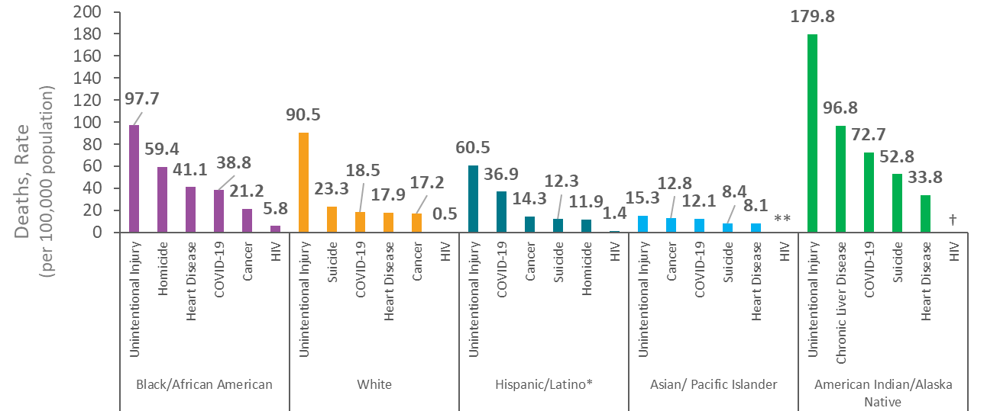 Deaths, Rate
(per 100,000 population)
200
180
160
140
120
100
80
60
40
20
0
97.7
59.4
41.1
38.8
21.2
5.8
90.5
23.3
18.5
17.9
17.2
0.5
60.5
36.9
14.3
12.3
11.9
1.4
15.3
12.8
12.1
8.4
8.1
**
179.8
96.8
72.7
52.8
33.8
†
Unintentional Injury
Homicide
Heart Disease
COVID-19
Cancer
HIV
Unintentional Injury
Suicide
COVID-19
Heart Disease
Cancer
HIV
Unintentional Injury
COVID-19
Cancer
Suicide
Homicide
HIV
Unintentional Injury
Cancer
COVID-19
Suicide
Heart Disease
HIV
Unintentional Injury
Chronic Liver Disease
COVID-19
Suicide
Heart Disease
HIV
Black/African American
White
Hispanic/Latino*
Asian/ Pacific Islander
American Indian/Alaska
Native